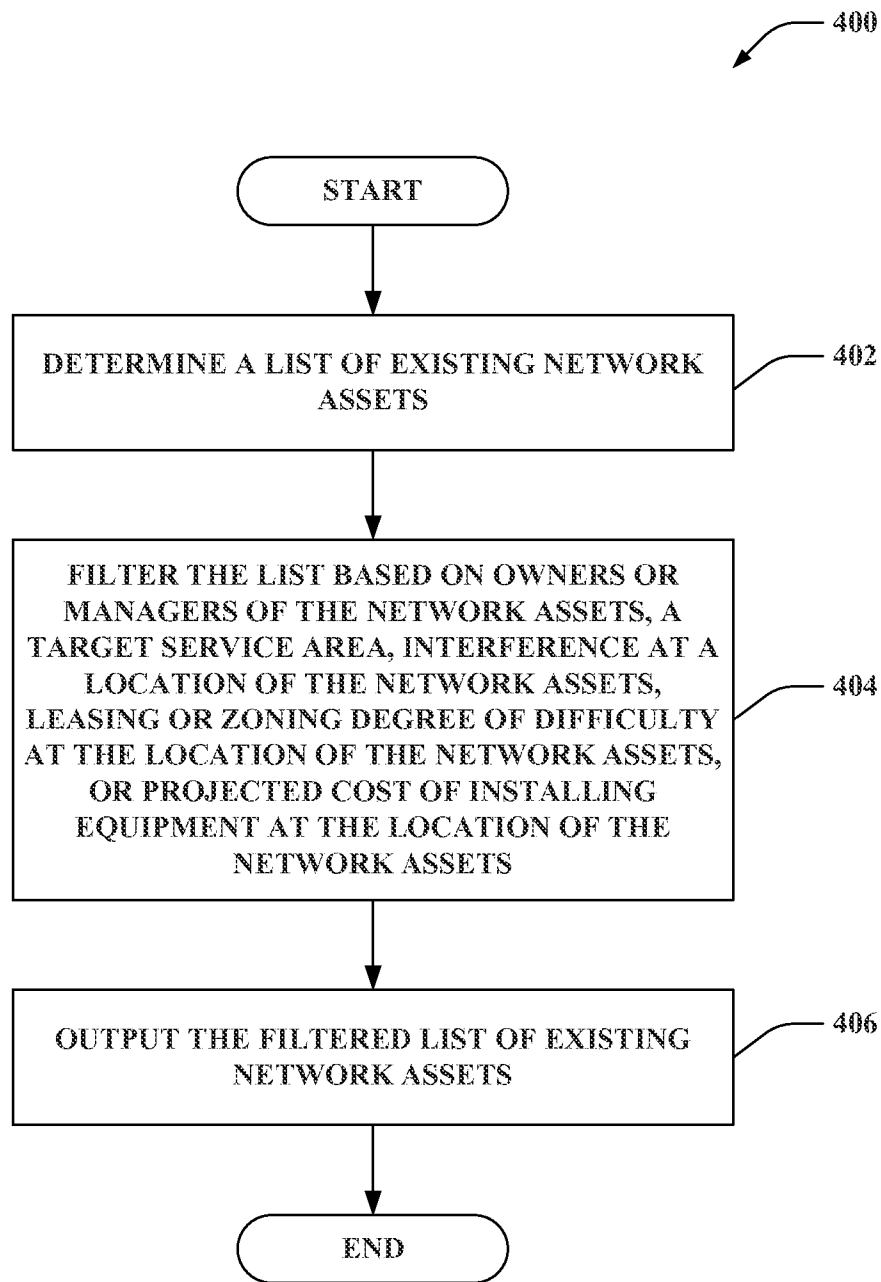 400
START
DETERMINE A LIST OF EXISTING NETWORK
ASSETS
402
FILTER THE LIST BASED ON OWNERS OR
MANAGERS OF THE NETWORK ASSETS, A
TARGET SERVICE AREA, INTERFERENCE AT A
LOCATION OF THE NETWORK ASSETS,
LEASING OR ZONING DEGREE OF DIFFICULTY
AT THE LOCATION OF THE NETWORK ASSETS,
OR PROJECTED COST OF INSTALLING
EQUIPMENT AT THE LOCATION OF THE
NETWORK ASSETS
404
OUTPUT THE FILTERED LIST OF EXISTING
NETWORK ASSETS
406
END